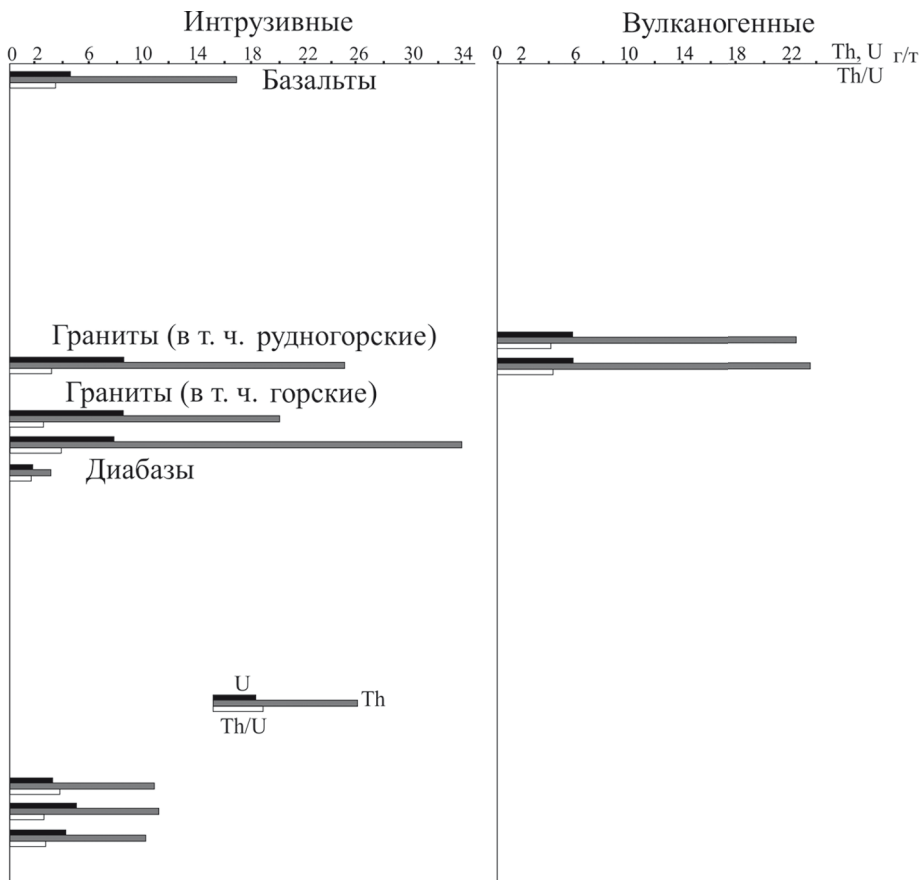 Интрузивные
Вулканогенные
0 2 6 10 14 18 22 26 30 34
0 2 6 10 14 18 22
Th, U г/т
Th/U
Базальты
Граниты (в т. ч. рудногорские)
Граниты (в т. ч. горские)
Диабазы
U
Th
Th/U